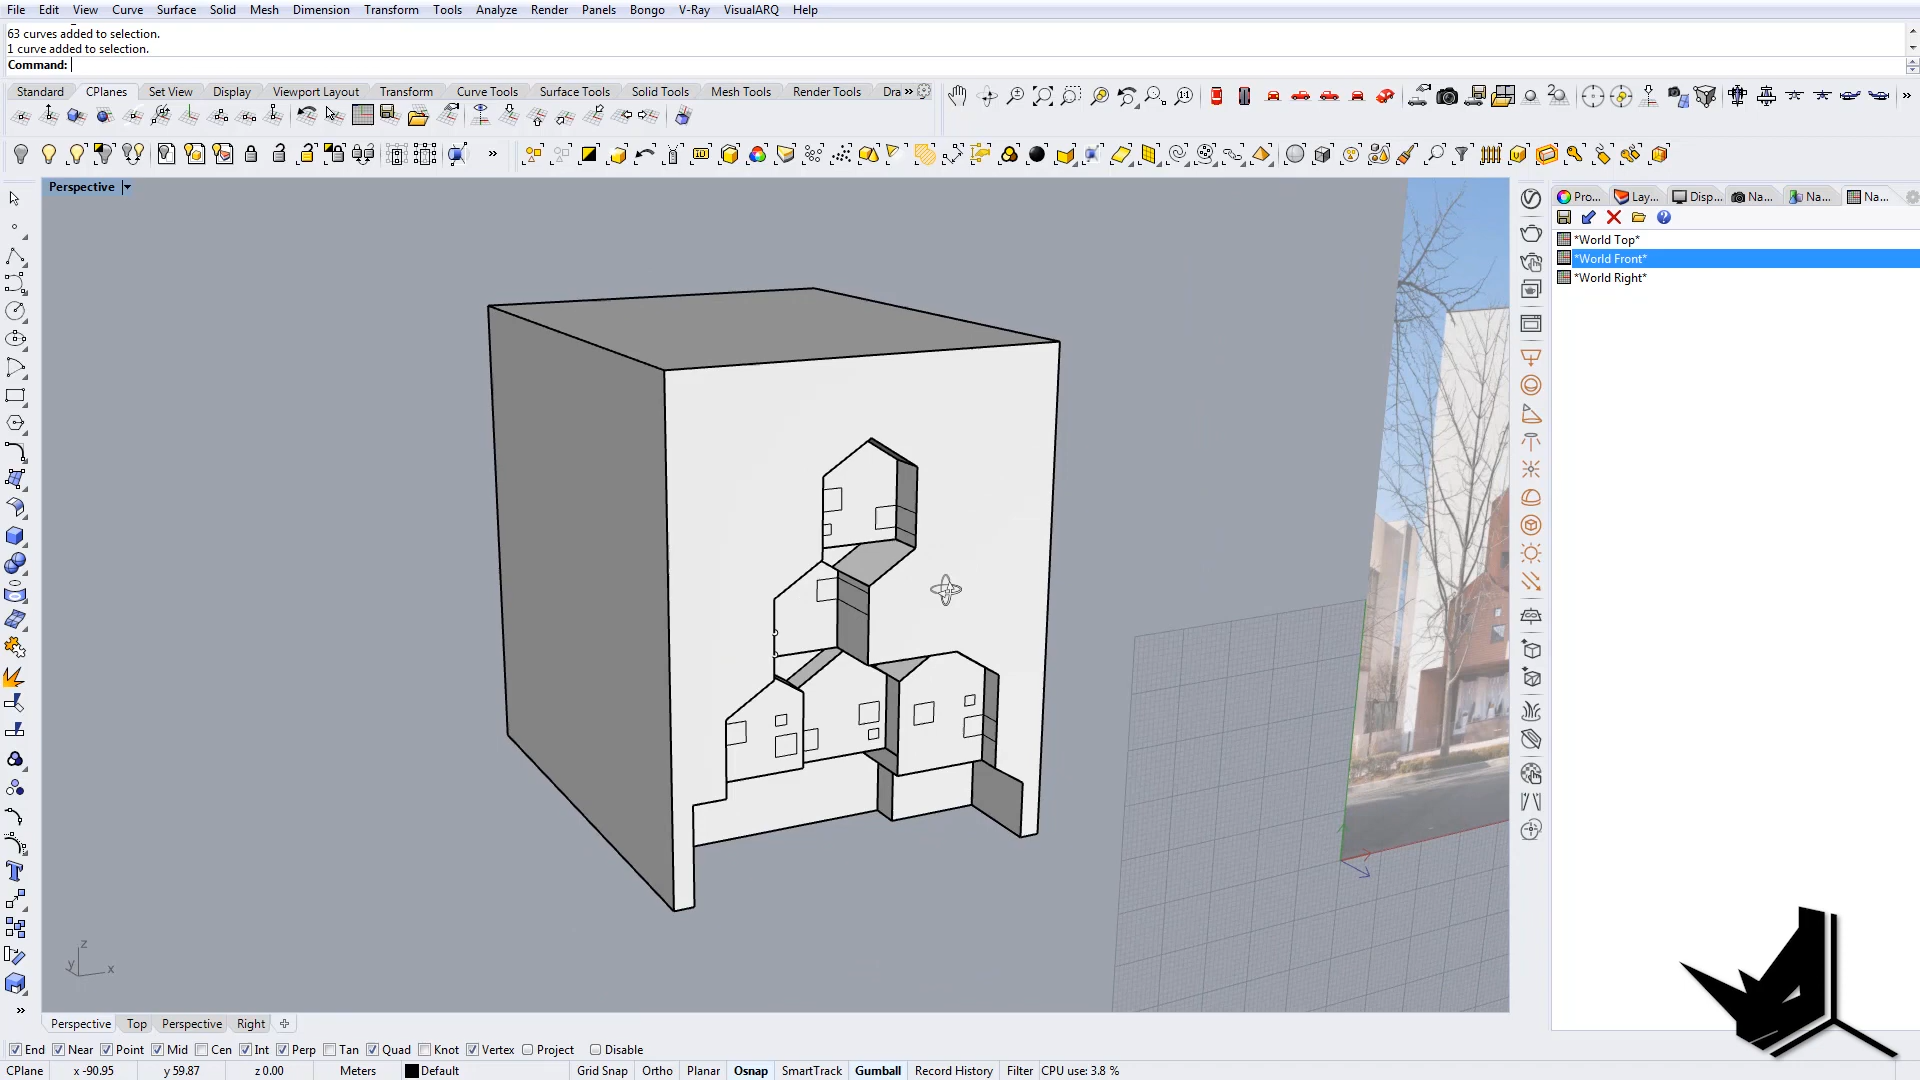 File Edit View Curve Surface Solid Mesh Dimension Transform Tools Analyze Render Panels Bongo V-Ray VisualARQ Help
63 curves added to selection.
1 curve added to selection.
Command:
Standard CPlanes Set View Display Viewport Layout Transform Curve Tools Surface Tools Solid Tools Mesh Tools Render Tools Dra »
Perspective
Pro... Lay... Disp... Na... Na... Na...
*World Top*
*World Front*
*World Right*
z
y x
Perspective Top Perspective Right
End Near Point Mid Cen Int Perp Tan Quad Knot Vertex Project Disable
CPlane x -90.95 y 59.87 z 0.00 Meters Default Grid Snap Ortho Planar Osnap SmartTrack Gumball Record History Filter CPU use: 3.8 %